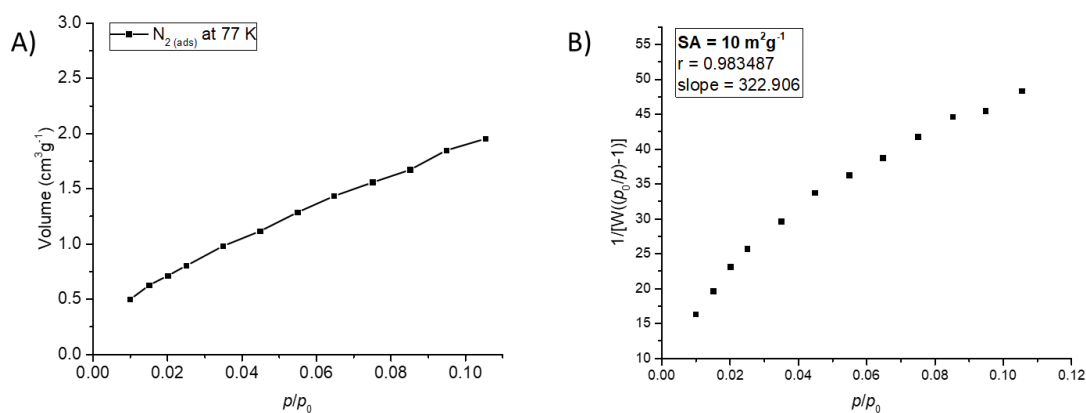 A)
N2 (ads) at 77 K
Volume (cm3g-1)
3.0
2.5
2.0
1.5
1.0
0.5
0.0
0.00 0.02 0.04 0.06 0.08 0.10
p/p0
B)
SA = 10 m2g-1
r = 0.983487
slope = 322.906
1/[W((p0/p)-1)]
55
50
45
40
35
30
25
20
15
10
0.00 0.02 0.04 0.06 0.08 0.10 0.12
p/p0